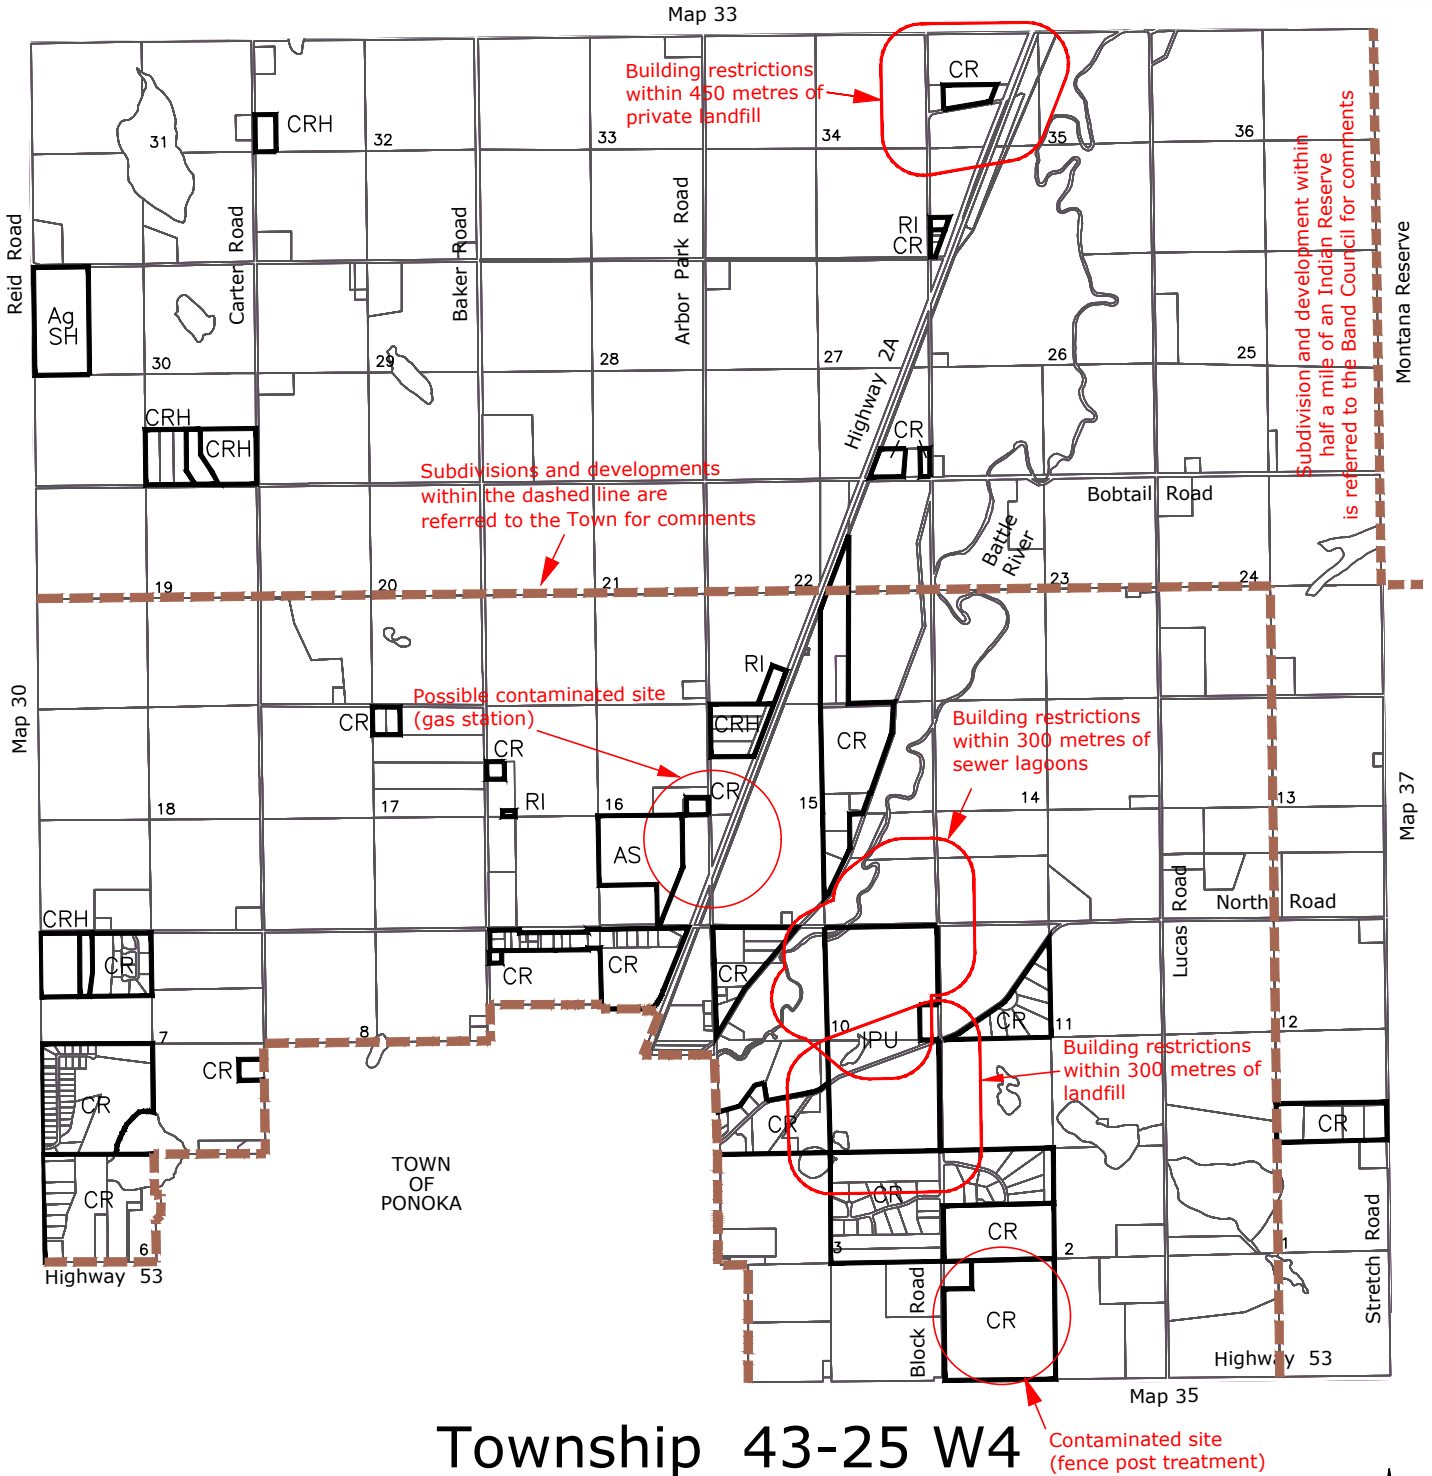 Map 33
Building restrictions
within 450 metres of
private landfill
CR
31
CRH
32
33
34
35
36
Subdivision and development within
half a mile of an Indian Reserve
is referred to the Band Council for comments
Montana Reserve
Reid Road
Carter Road
Baker Road
Arbor Park Road
RI
CR
Ag
SH
30
29
28
27
26
25
Highway 2A
CRH
CRH
CR
Subdivisions and developments
within the dashed line are
referred to the Town for comments
Bobtail Road
Battle
River
19
20
21
22
23
24
Map 30
RI
Possible contaminated site
(gas station)
CR
CRH
CR
CR
Building restrictions
within 300 metres of
sewer lagoons
CR
RI
18
17
16
15
14
13
Map 37
AS
Lucas Road
North Road
CRH
CR
CR
CR
CR
CR
7
8
10
PU
11
12
CR
Building restrictions
within 300 metres of
landfill
CR
CR
CR
TOWN
OF
PONOKA
CR
CR
CR
6
3
2
1
Highway 53
Block Road
CR
Stretch Road
Highway 53
Map 35
Township 43-25 W4
Contaminated site
(fence post treatment)